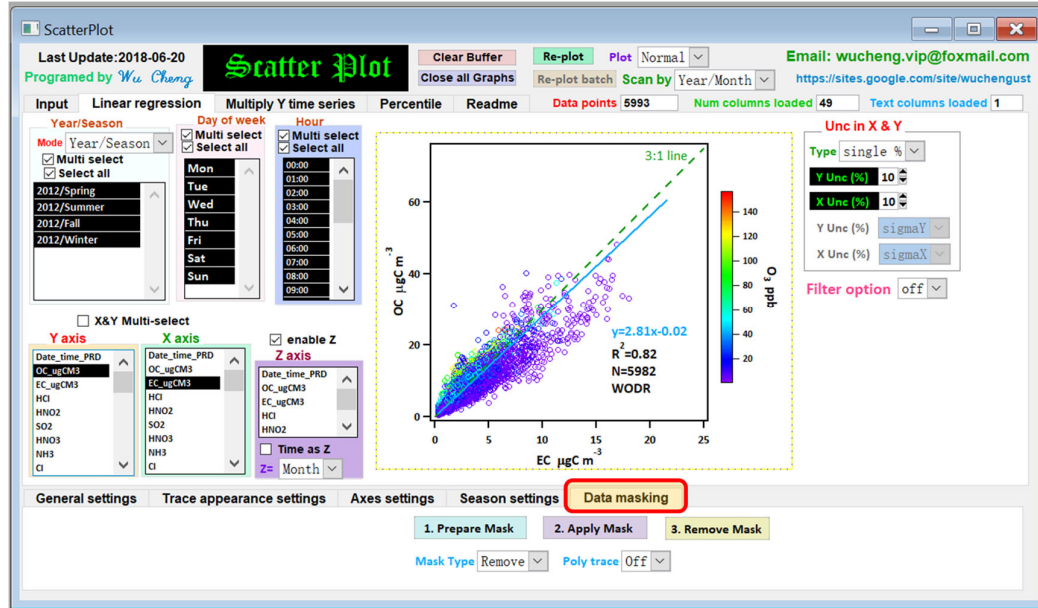 ScatterPlot
Last Update:2018-06-20
Programed by Wu Cheng
Scatter Plot
Clear Buffer
Close all Graphs
Re-plot
Plot Normal
Re-plot batch
Scan by Year/Month
Email: wucheng.vip@foxmail.com
https://sites.google.com/site/wuchengust
Input
Linear regression
Multiply Y time series
Percentile
Readme
Data points 5993
Num columns loaded 49
Text columns loaded 1
Year/Season
Mode Year/Season
Multi select
Select all
2012/Spring
2012/Summer
2012/Fall
2012/Winter
Day of week
Multi select
Select all
Mon
Tue
Wed
Thu
Fri
Sat
Sun
Hour
Multi select
Select all
00:00
01:00
02:00
03:00
04:00
05:00
06:00
07:00
08:00
09:00
X&Y Multi-select
Y axis
Date_time_PRD
OC_ugCM3
EC_ugCM3
HCl
HNO2
SO2
HNO3
NH3
Cl
X axis
Date_time_PRD
OC_ugCM3
EC_ugCM3
HCl
HNO2
SO2
HNO3
NH3
Cl
enable Z
Z axis
Date_time_PRD
OC_ugCM3
EC_ugCM3
HCl
HNO2
Time as Z
Z= Month
OC µgC m⁻³
60
40
20
0
0 5 10 15 20 25
EC µgC m⁻³
3:1 line
y=2.81x-0.02
R²=0.82
N=5982
WODR
140
120
100
80
60
40
20
O₃ ppb
Unc in X & Y
Type single %
Y Unc (%) 10
X Unc (%) 10
Y Unc (%) sigmaY
X Unc (%) sigmaX
Filter option off
General settings
Trace appearance settings
Axes settings
Season settings
Data masking
1. Prepare Mask
2. Apply Mask
3. Remove Mask
Mask Type Remove
Poly trace Off